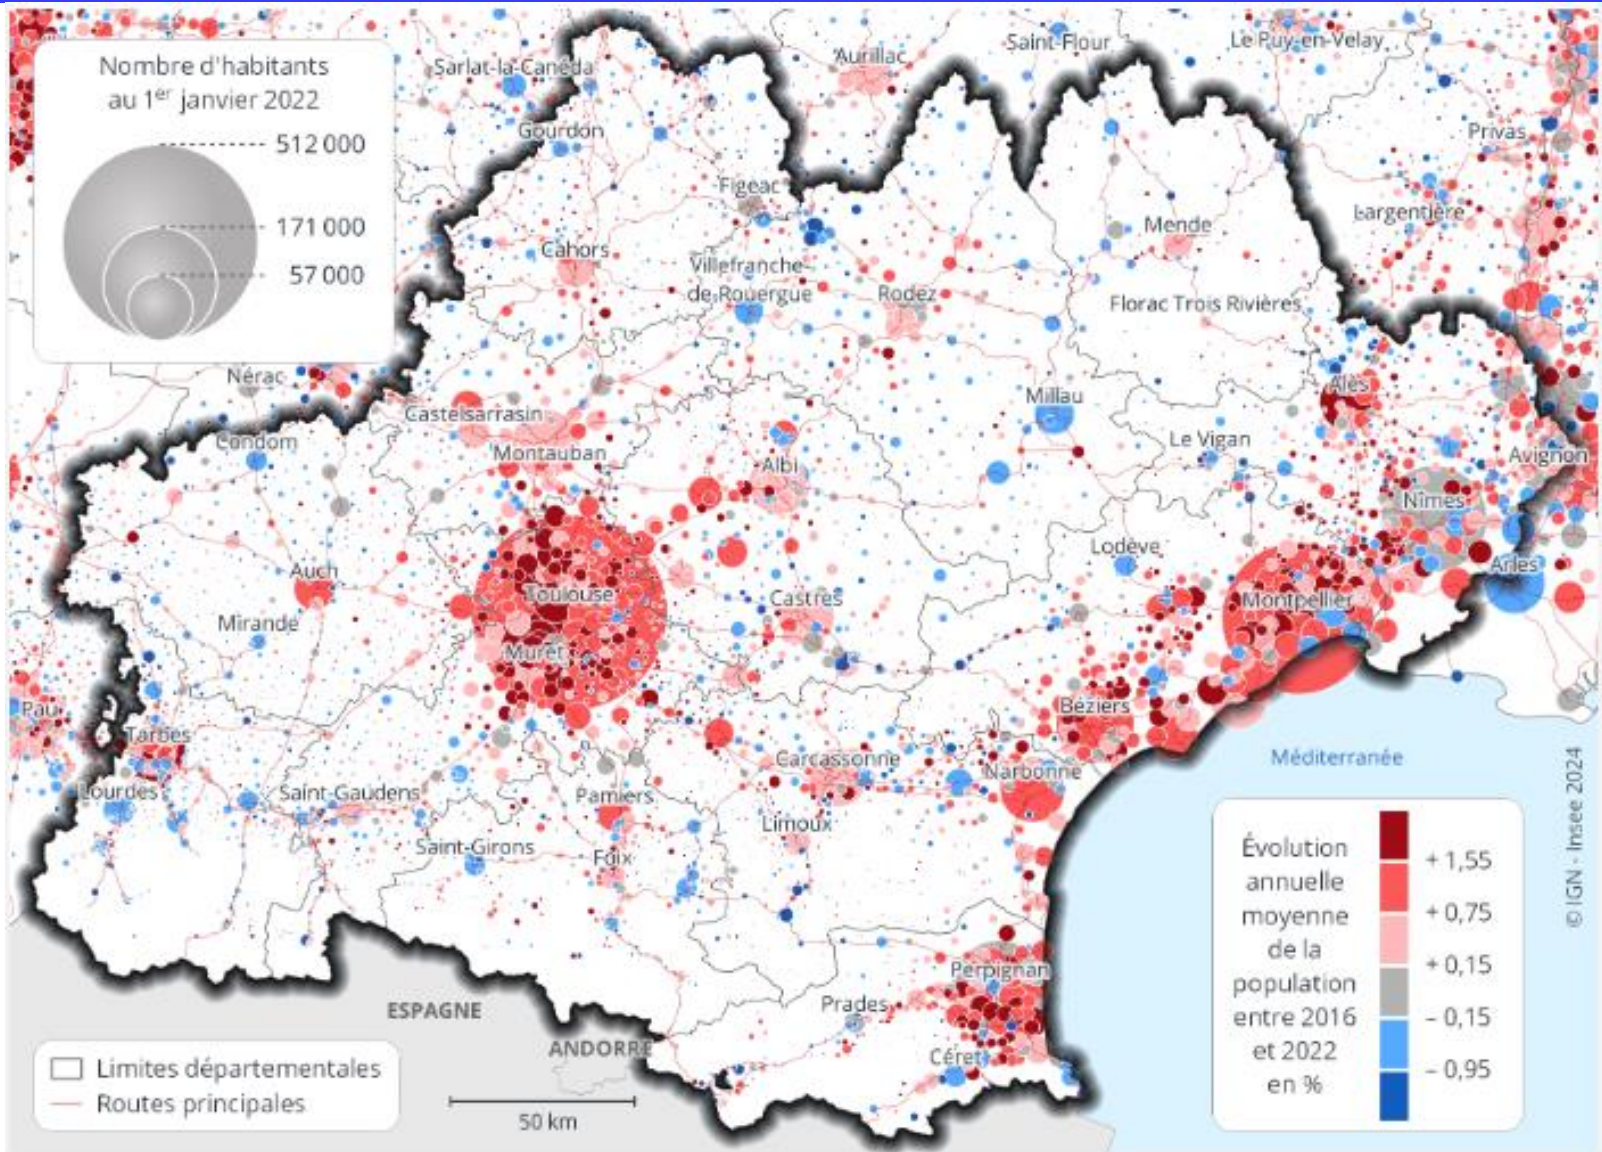 Nombre d'habitants
au 1er janvier 2022
512 000
171 000
57 000
Sarlat-la-Canéda
Aurillac
Saint-Flour
Le Puy-en-Velay
Gourdon
Privas
Figeac
Largentière
Mende
Cahors
Villefranche-
de-Rouergue
Rodez
Florac Trois Rivières
Nérac
Alès
Castelsarrasin
Millau
Condom
Montauban
Albi
Le Vigan
Avignon
Nîmes
Lodève
Arles
Auch
Toulouse
Castres
Montpellier
Mirande
Muret
Pau
Béziers
Tarbes
Carcassonne
Narbonne
Méditerranée
Lourdes
Saint-Gaudens
Pamiers
Limoux
Saint-Girons
Foix
Perpignan
Prades
Céret
ESPAGNE
ANDORRE
Limites départementales
Routes principales
50 km
Évolution
annuelle
moyenne
de la
population
entre 2016
et 2022
en %
+ 1,55
+ 0,75
+ 0,15
– 0,15
– 0,95
© IGN - Insee 2024